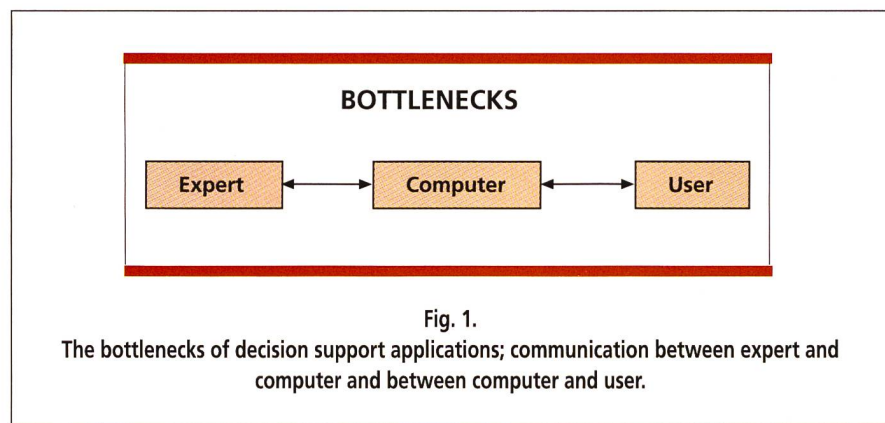 BOTTLENECKS
Expert
Computer
User
Fig. 1.
The bottlenecks of decision support applications; communication between expert and
computer and between computer and user.